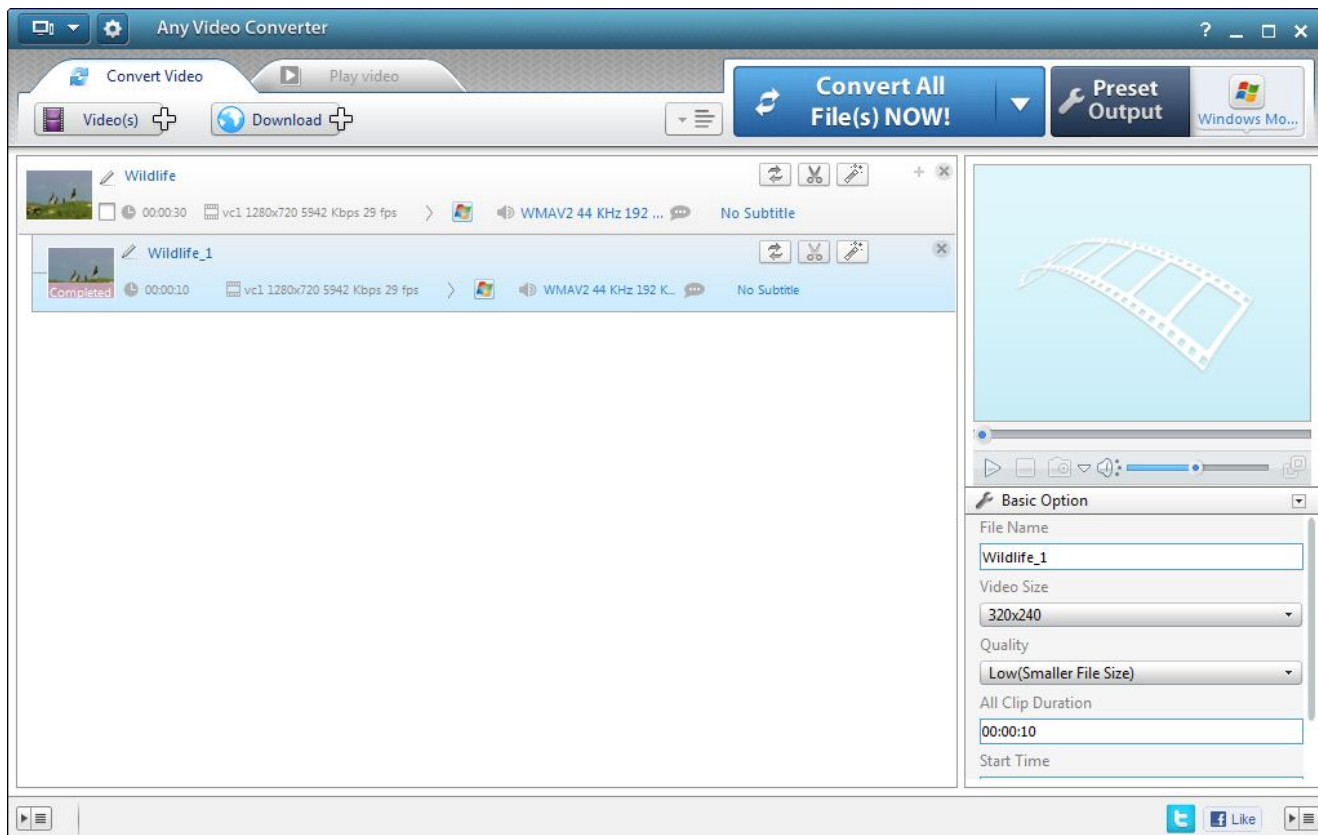 Any Video Converter
?
Convert Video
Play video
Video(s)
Download
Convert All
File(s) NOW!
Preset
Output
Windows Mo...
Wildlife
00:00:30
vc1 1280x720 5942 Kbps 29 fps
WMAV2 44 KHz 192 ...
No Subtitle
Wildlife_1
Completed
00:00:10
vc1 1280x720 5942 Kbps 29 fps
WMAV2 44 KHz 192 K...
No Subtitle
Basic Option
File Name
Wildlife_1
Video Size
320x240
Quality
Low(Smaller File Size)
All Clip Duration
00:00:10
Start Time
Like